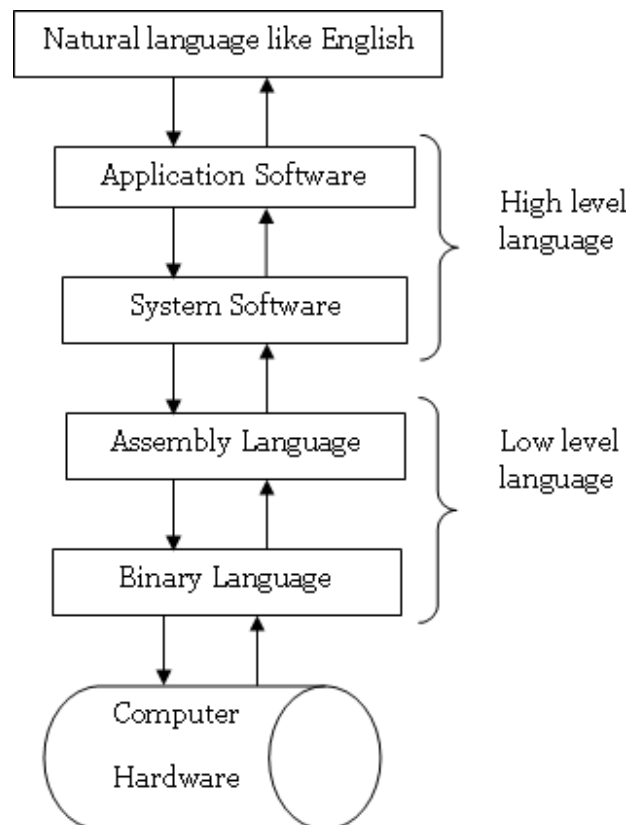 Natural language like English
Application Software
High level
language
System Software
Assembly Language
Low level
language
Binary Language
Computer
Hardware